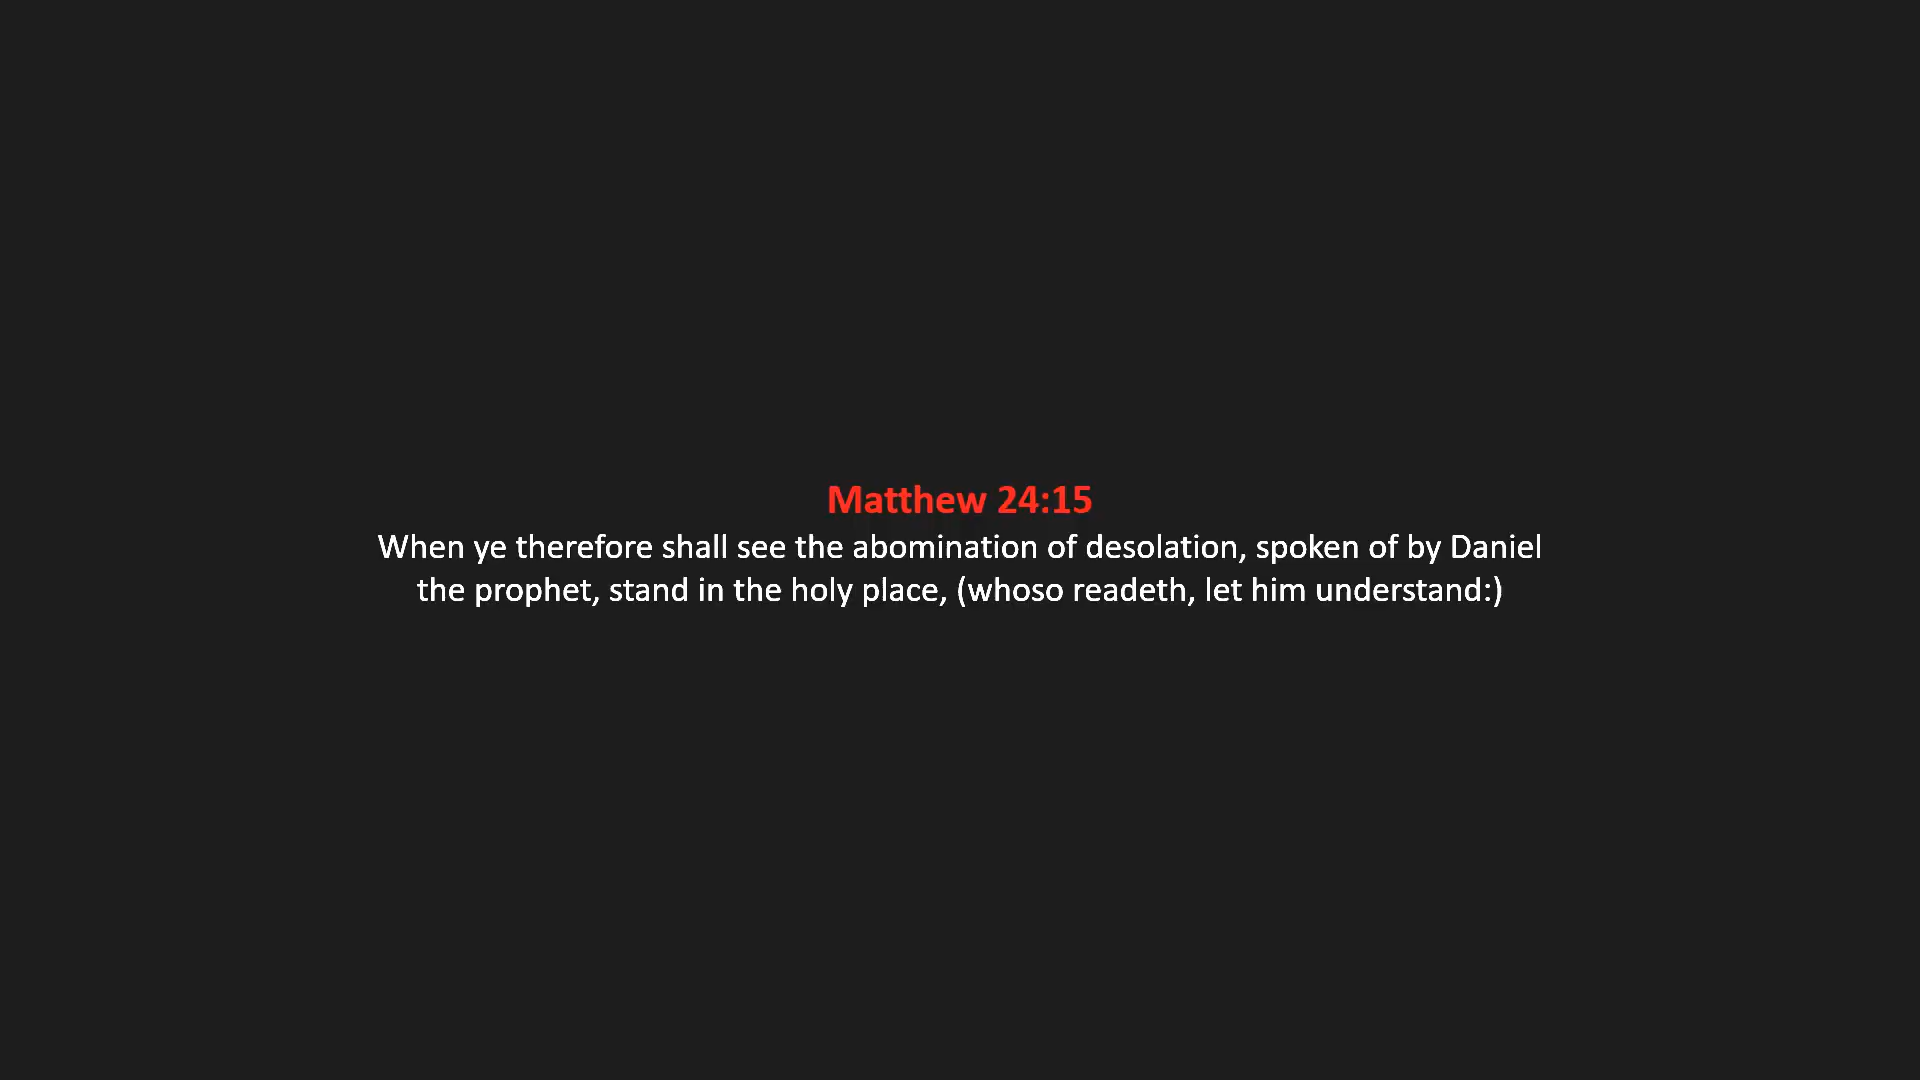 Matthew 24:15
When ye therefore shall see the abomination of desolation, spoken of by Daniel
the prophet, stand in the holy place, (whoso readeth, let him understand:)